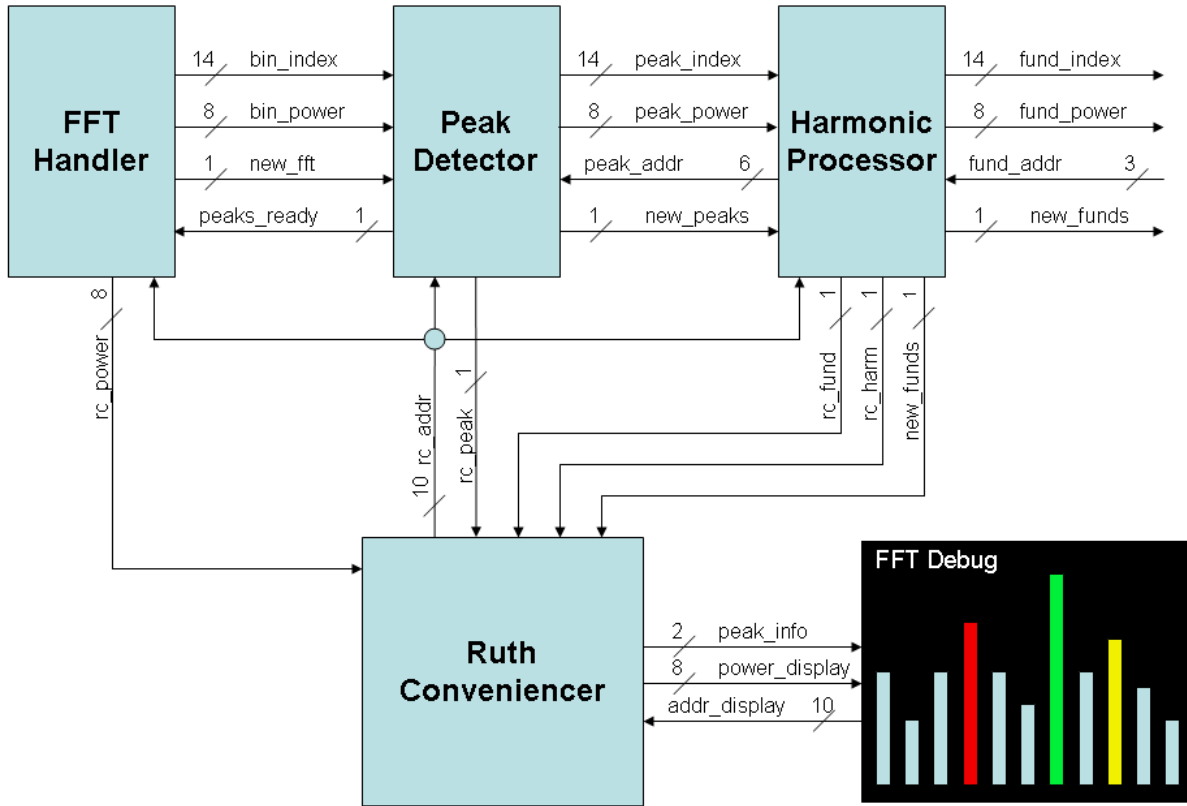 FFT
Handler
Peak
Detector
Harmonic
Processor
14 bin_index
8 bin_power
1 new_fft
peaks_ready 1
14 peak_index
8 peak_power
peak_addr 6
1 new_peaks
14 fund_index
8 fund_power
fund_addr 3
1 new_funds
8
rc_power
10 rc_addr
1
rc_peak
1
rc_fund
1
rc_harm
1
new_funds
Ruth
Conveniencer
2 peak_info
8 power_display
addr_display 10
FFT Debug